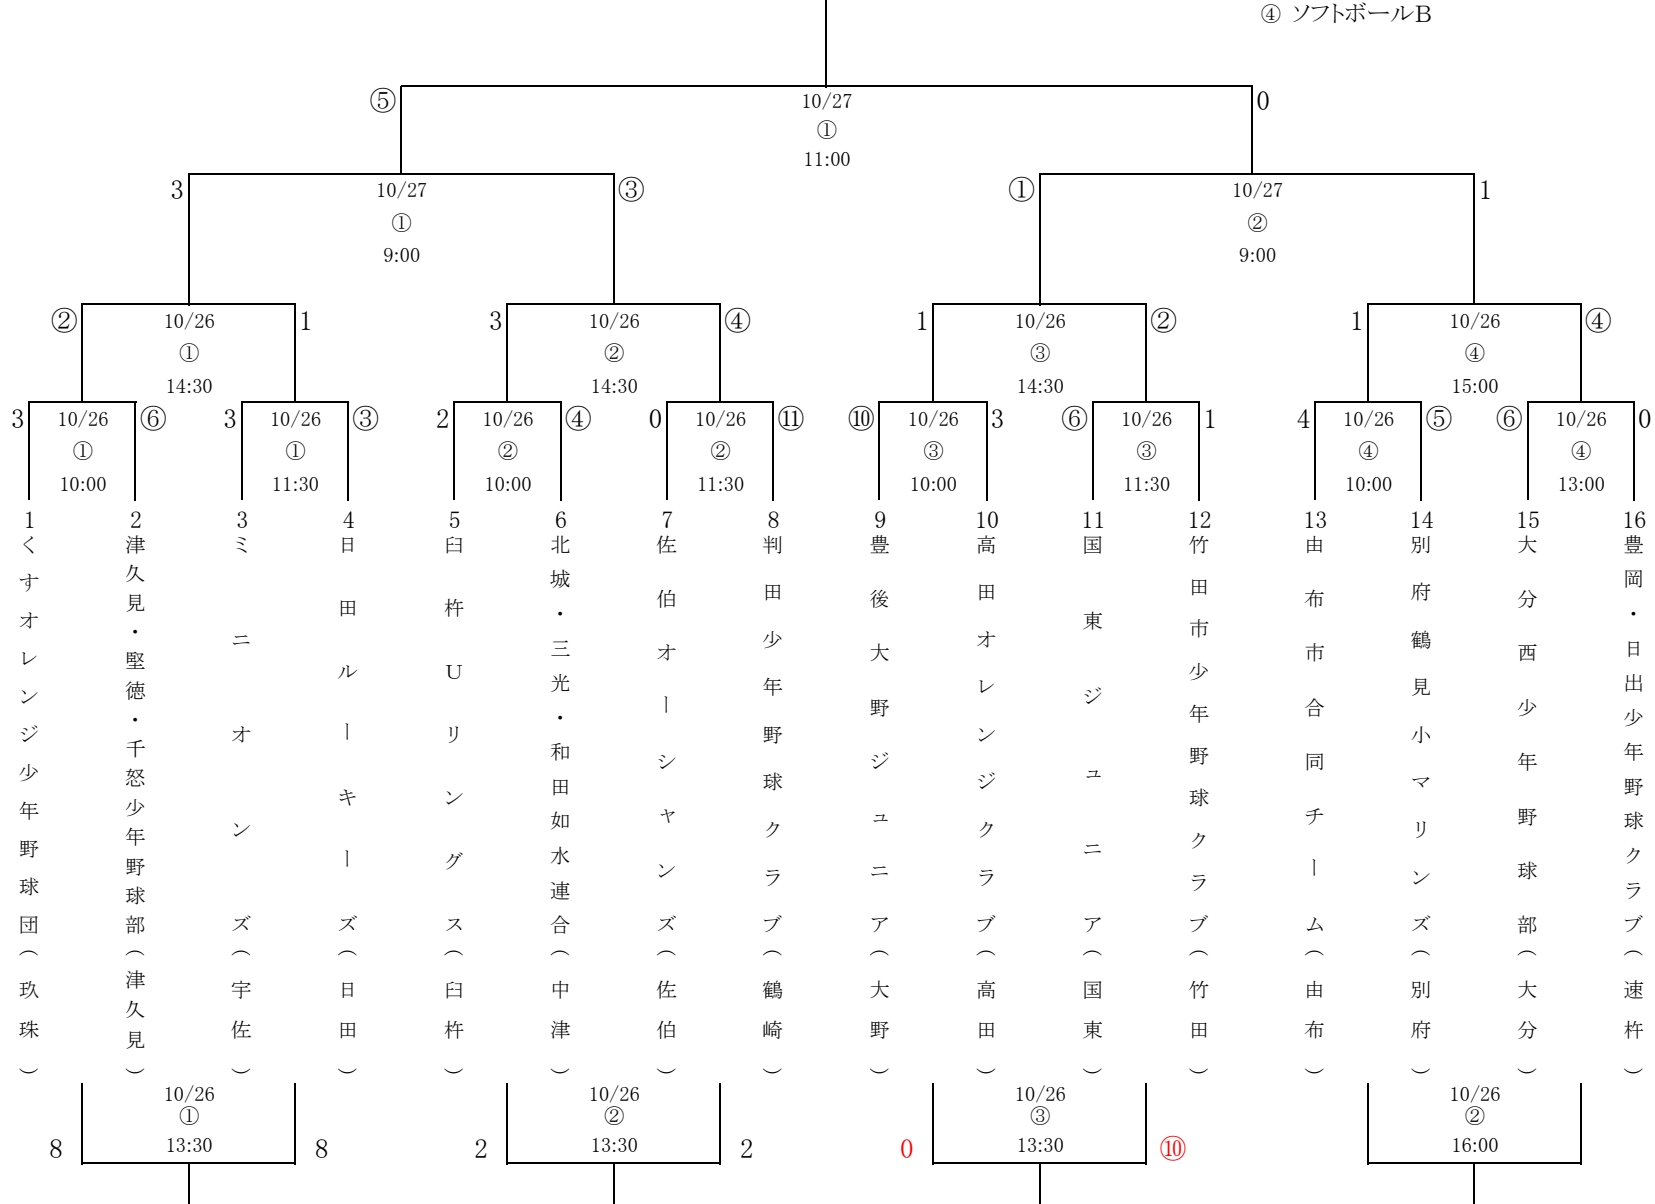 ④ ソフトボールB
⑤ 10/27 0
①
11:00
3 10/27 ③ ① 10/27 1
① ②
9:00 9:00
② 10/26 1 3 10/26 ④ 1 10/26 ② 1 10/26 ④
① ② ③ ④
14:30 14:30 14:30 15:00
3 10/26 ⑥ 3 10/26 ③ 2 10/26 ④ 0 10/26 ⑪ ⑩ 10/26 3 ⑥ 10/26 1 4 10/26 ⑤ ⑥ 10/26 0
① ① ② ② ③ ③ ④ ④
10:00 11:30 10:00 11:30 10:00 11:30 10:00 13:00
1 2 3 4 5 6 7 8 9 10 11 12 13 14 15 16
くすオレンジ少年野球団(玖珠)
津久見・堅徳・千怒少年野球部(津久見)
ミニオンズ(宇佐)
日田ルーキーズ(日田)
臼杵Uリングス(臼杵)
北城・三光・和田如水連合(中津)
佐伯オーシャンズ(佐伯)
判田少年野球クラブ(鶴崎)
豊後大野ジュニア(大野)
高田オレンジクラブ(高田)
国東ジュニア(国東)
竹田市少年野球クラブ(竹田)
由布市合同チーム(由布)
別府鶴見小マリンズ(別府)
大分西少年野球部(大分)
豊岡・日出少年野球クラブ(速杵)
10/26 10/26 10/26 10/26
① ② ③ ②
8 13:30 8 2 13:30 2 0 13:30 ⑩ 16:00